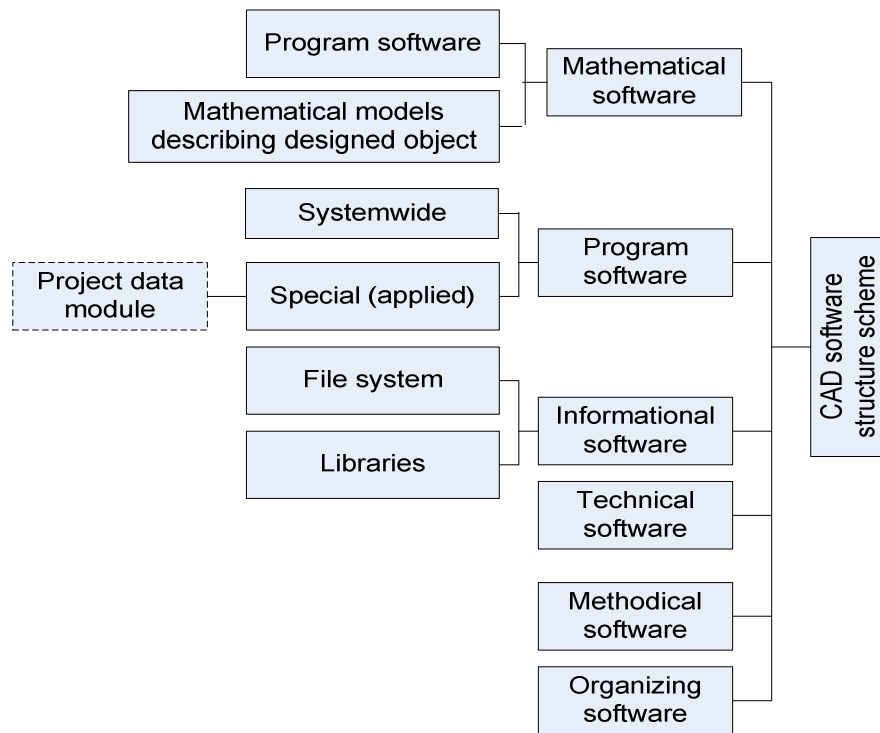 Program software
Mathematical models
describing designed object
Mathematical
software
Systemwide
Special (applied)
Project data
module
Program
software
File system
Libraries
Informational
software
Technical
software
Methodical
software
Organizing
software
CAD software
structure scheme